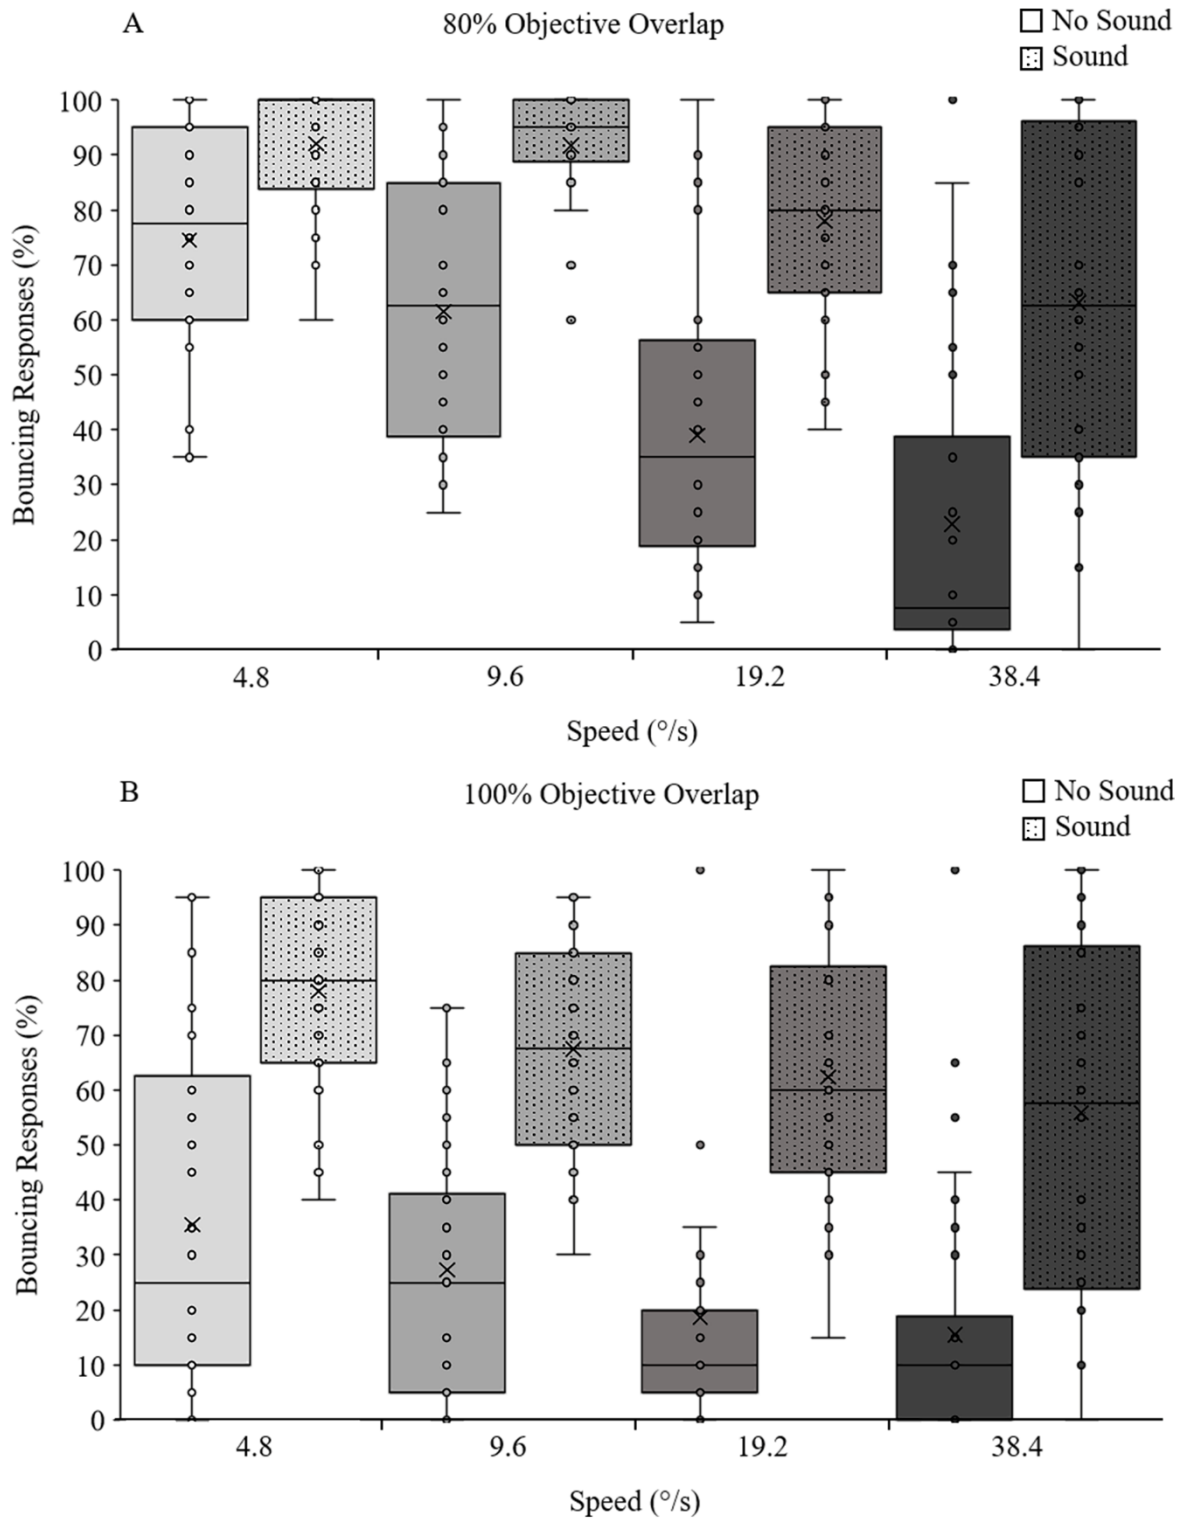 A
80% Objective Overlap
No Sound
Sound
Bouncing Responses (%)
100
90
80
70
60
50
40
30
20
10
0
4.8 9.6 19.2 38.4
Speed (°/s)
B
100% Objective Overlap
No Sound
Sound
Bouncing Responses (%)
100
90
80
70
60
50
40
30
20
10
0
4.8 9.6 19.2 38.4
Speed (°/s)